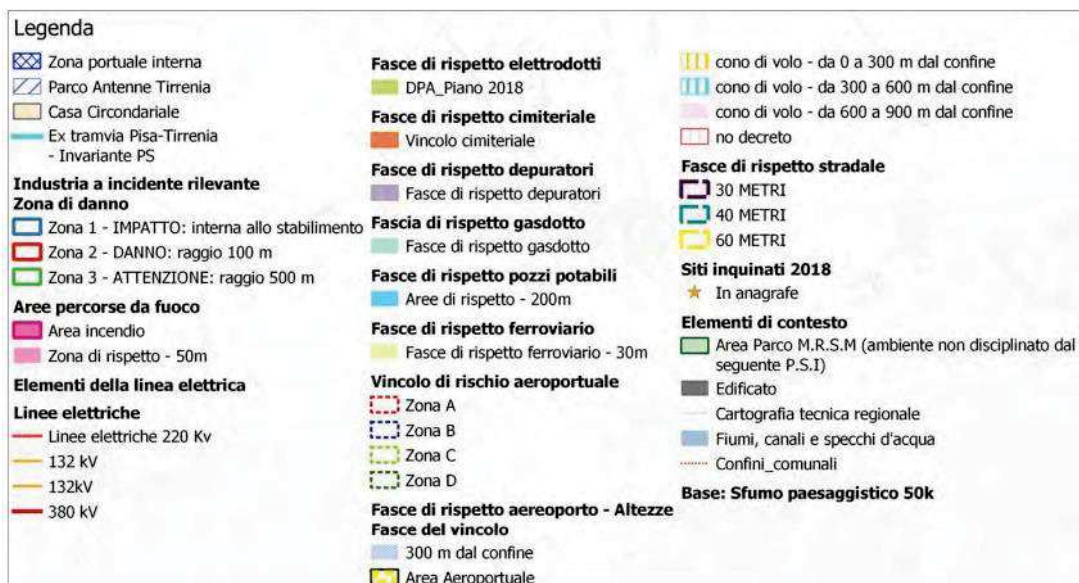 Legenda
Zona portuale interna
Parco Antenne Tirrenia
Casa Circondariale
Ex tramvia Pisa-Tirrenia
- Invariante PS
Industria a incidente rilevante
Zona di danno
Zona 1 - IMPATTO: interna allo stabilimento
Zona 2 - DANNO: raggio 100 m
Zona 3 - ATTENZIONE: raggio 500 m
Aree percorse da fuoco
Area incendio
Zona di rispetto - 50m
Elementi della linea elettrica
Linee elettriche
Linee elettriche 220 Kv
132 kV
132kV
380 kV
Fasce di rispetto elettrodotti
DPA_Piano 2018
Fasce di rispetto cimiteriale
Vincolo cimiteriale
Fasce di rispetto depuratori
Fasce di rispetto depuratori
Fascia di rispetto gasdotto
Fasce di rispetto gasdotto
Fasce di rispetto pozzi potabili
Aree di rispetto - 200m
Fasce di rispetto ferroviario
Fasce di rispetto ferroviario - 30m
Vincolo di rischio aeroportuale
Zona A
Zona B
Zona C
Zona D
Fasce di rispetto aereoporto - Altezze
Fasce del vincolo
300 m dal confine
Area Aeroportuale
cono di volo - da 0 a 300 m dal confine
cono di volo - da 300 a 600 m dal confine
cono di volo - da 600 a 900 m dal confine
no decreto
Fasce di rispetto stradale
30 METRI
40 METRI
60 METRI
Siti inquinati 2018
In anagrafe
Elementi di contesto
Area Parco M.R.S.M (ambiente non disciplinato dal
seguente P.S.I)
Edificato
Cartografia tecnica regionale
Fiumi, canali e specchi d'acqua
Confini_comunali
Base: Sfumo paesaggistico 50k